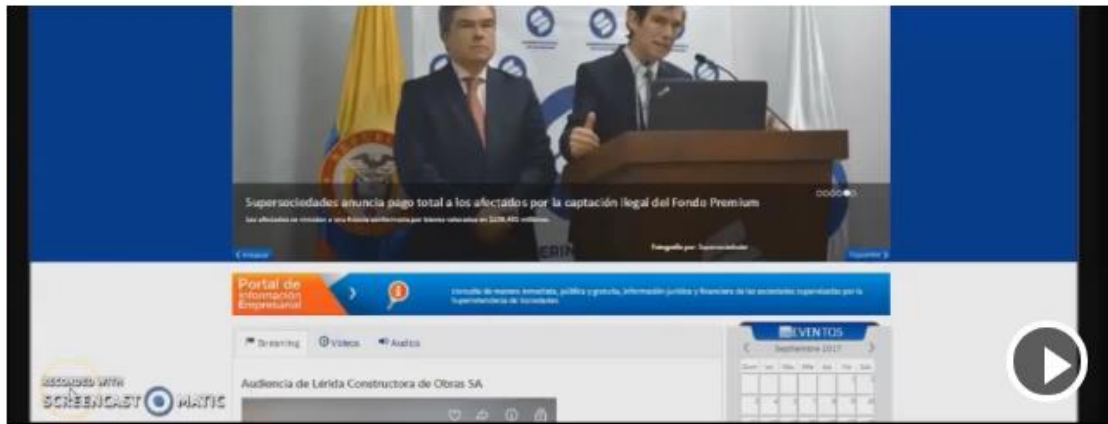 Supersociedades anuncia pago total a los afectados por la captación ilegal del Fondo Premium
Fotografía por: Supersociedades
Portal de
Información
Empresarial
Consulta de manera inmediata, pública y gratuita, información jurídica y financiera de las sociedades supervisadas por la
Superintendencia de Sociedades
Streaming Videos Audios
EVENTOS
Septiembre 2017
Audiencia de Lérida Constructora de Obras SA
RECORDED WITH
SCREENCAST MATIC